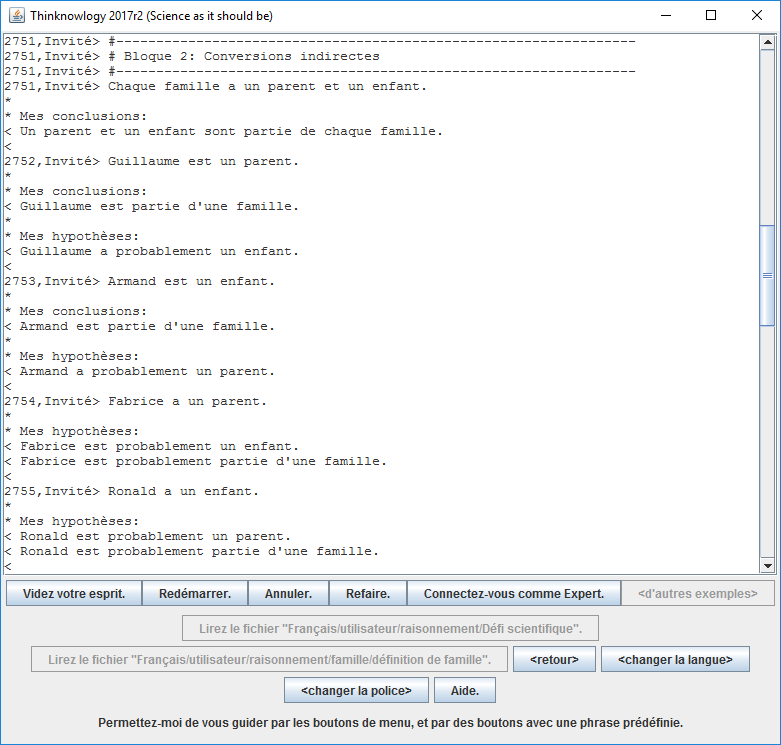 Thinknowlogy 2017r2 (Science as it should be)
2751,Invité> #-----------------------------------------------------------------
2751,Invité> # Bloque 2: Conversions indirectes
2751,Invité> #-----------------------------------------------------------------
2751,Invité> Chaque famille a un parent et un enfant.
*
* Mes conclusions:
< Un parent et un enfant sont partie de chaque famille.
<
2752,Invité> Guillaume est un parent.
*
* Mes conclusions:
< Guillaume est partie d'une famille.
*
* Mes hypothèses:
< Guillaume a probablement un enfant.
<
2753,Invité> Armand est un enfant.
*
* Mes conclusions:
< Armand est partie d'une famille.
*
* Mes hypothèses:
< Armand a probablement un parent.
<
2754,Invité> Fabrice a un parent.
*
* Mes hypothèses:
< Fabrice est probablement un enfant.
< Fabrice est probablement partie d'une famille.
<
2755,Invité> Ronald a un enfant.
*
* Mes hypothèses:
< Ronald est probablement un parent.
< Ronald est probablement partie d'une famille.
<
Videz votre esprit. Redémarrer. Annuler. Refaire. Connectez-vous comme Expert. <d'autres exemples>
Lirez le fichier "Français/utilisateur/raisonnement/Défi scientifique".
Lirez le fichier "Français/utilisateur/raisonnement/famille/définition de famille". <retour> <changer la langue>
<changer la police> Aide.
Permettez-moi de vous guider par les boutons de menu, et par des boutons avec une phrase prédéfinie.